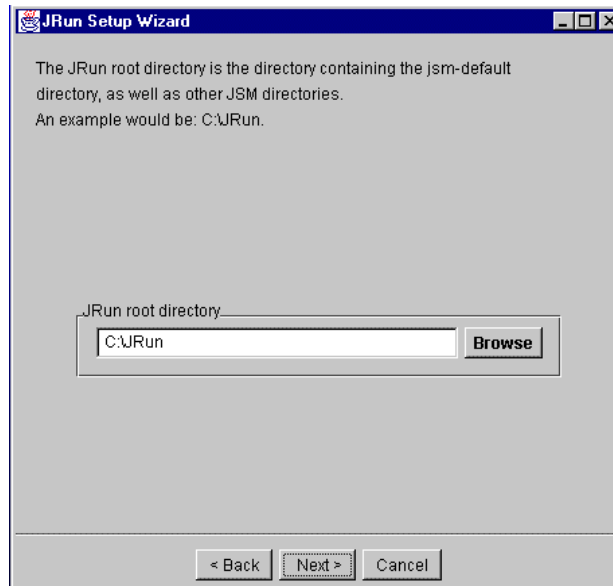 JRun Setup Wizard
The JRun root directory is the directory containing the jsm-default
directory, as well as other JSM directories.
An example would be: C:\JRun.
JRun root directory
C:\JRun
Browse
< Back
Next >
Cancel